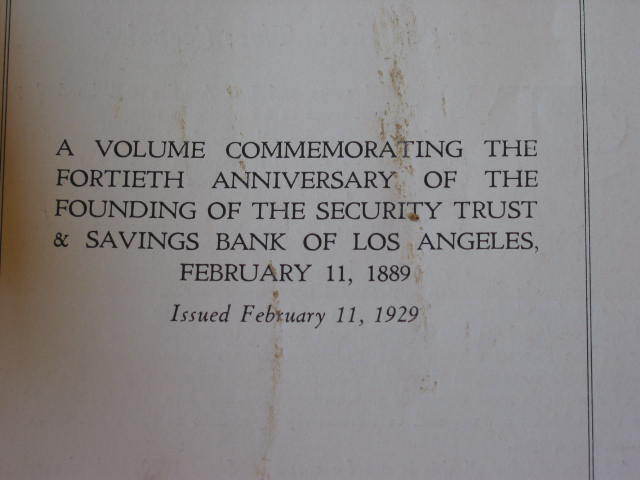 A VOLUME COMMEMORATING THE
FORTIETH ANNIVERSARY OF THE
FOUNDING OF THE SECURITY TRUST
& SAVINGS BANK OF LOS ANGELES,
FEBRUARY 11, 1889
Issued February 11, 1929